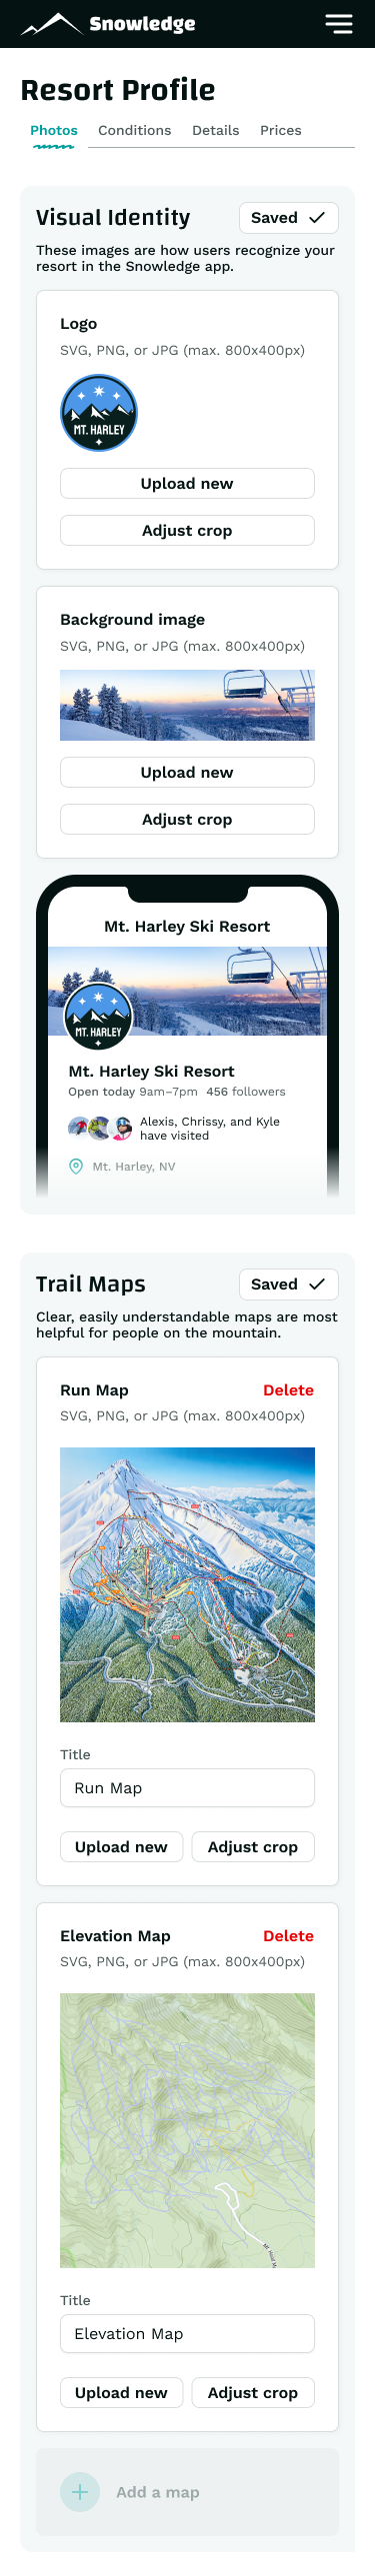 Snowledge
Resort Profile
Photos Conditions Details Prices
Visual Identity Saved
These images are how users recognize your
resort in the Snowledge app.
Logo
SVG, PNG, or JPG (max. 800x400px)
MT. HARLEY
Upload new
Adjust crop
Background image
SVG, PNG, or JPG (max. 800x400px)
Upload new
Adjust crop
Mt. Harley Ski Resort
MT. HARLEY
Mt. Harley Ski Resort
Open today 9am–7pm 456 followers
Alexis, Chrissy, and Kyle
have visited
Mt. Harley, NV
Trail Maps Saved
Clear, easily understandable maps are most
helpful for people on the mountain.
Run Map Delete
SVG, PNG, or JPG (max. 800x400px)
Title
Run Map
Upload new Adjust crop
Elevation Map Delete
SVG, PNG, or JPG (max. 800x400px)
Title
Elevation Map
Upload new Adjust crop
Add a map